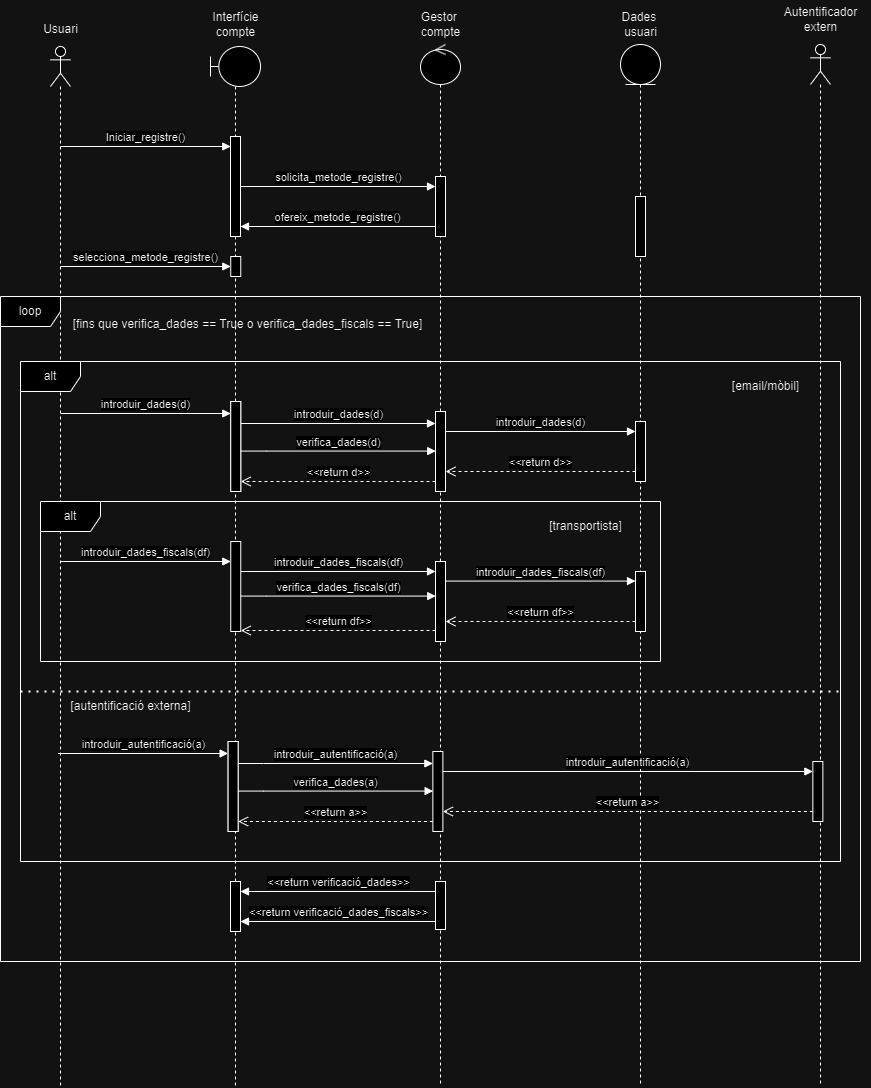 Usuari
Interfície
compte
Gestor
compte
Dades
usuari
Autentificador
extern
Iniciar_registre()
solicita_metode_registre()
ofereix_metode_registre()
selecciona_metode_registre()
loop
[fins que verifica_dades == True o verifica_dades_fiscals == True]
alt
[email/mòbil]
introduir_dades(d)
introduir_dades(d)
introduir_dades(d)
verifica_dades(d)
<<return d>>
<<return d>>
alt
[transportista]
introduir_dades_fiscals(df)
introduir_dades_fiscals(df)
introduir_dades_fiscals(df)
verifica_dades_fiscals(df)
<<return df>>
<<return df>>
[autentificació externa]
introduir_autentificació(a)
introduir_autentificació(a)
introduir_autentificació(a)
verifica_dades(a)
<<return a>>
<<return a>>
<<return verificació_dades>>
<<return verificació_dades_fiscals>>